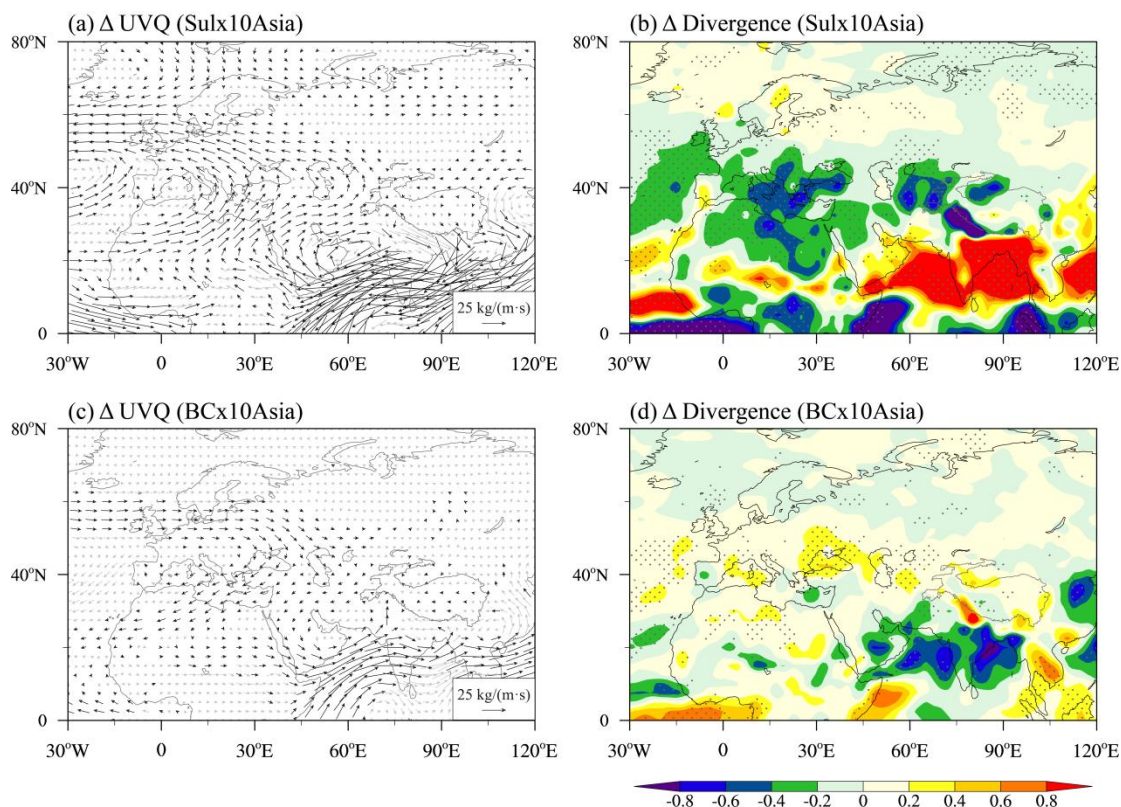 (a) Δ UVQ (Sulx10Asia)
(b) Δ Divergence (Sulx10Asia)
80°N
40°N
0
25 kg/(m·s)
30°W 0 30°E 60°E 90°E 120°E
80°N
40°N
0
30°W 0 30°E 60°E 90°E 120°E
(c) Δ UVQ (BCx10Asia)
(d) Δ Divergence (BCx10Asia)
80°N
40°N
0
25 kg/(m·s)
30°W 0 30°E 60°E 90°E 120°E
80°N
40°N
0
30°W 0 30°E 60°E 90°E 120°E
-0.8 -0.6 -0.4 -0.2 0 0.2 0.4 0.6 0.8